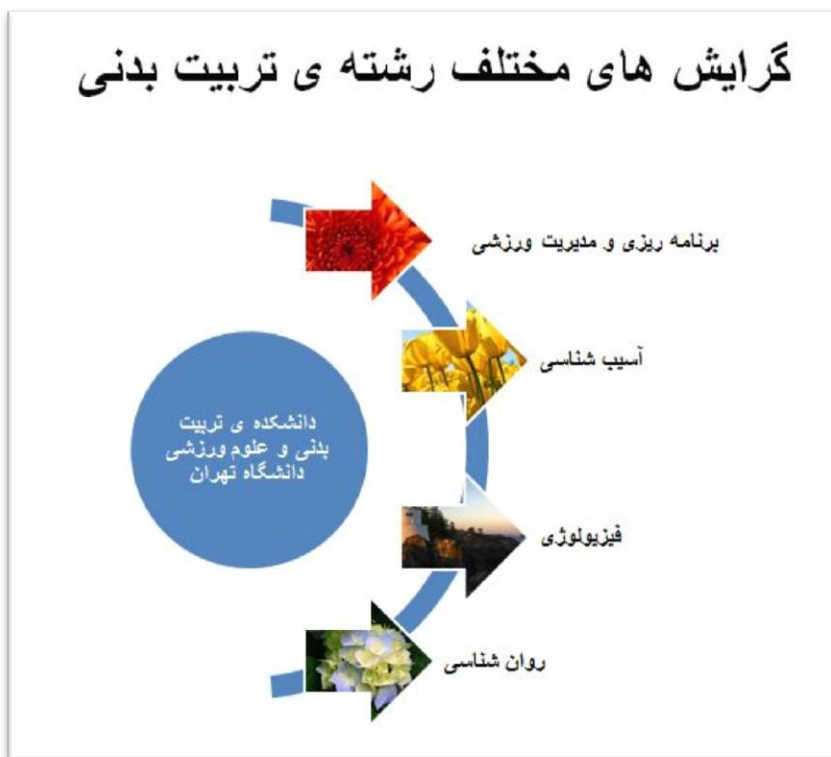 گرایش های مختلف رشته ی تربیت بدنی
برنامه ریزی و مدیریت ورزشی
آسیب شناسی
دانشکده ی تربیت
بدنی و علوم ورزشی
دانشگاه تهران
فیزیولوژی
روان شناسی